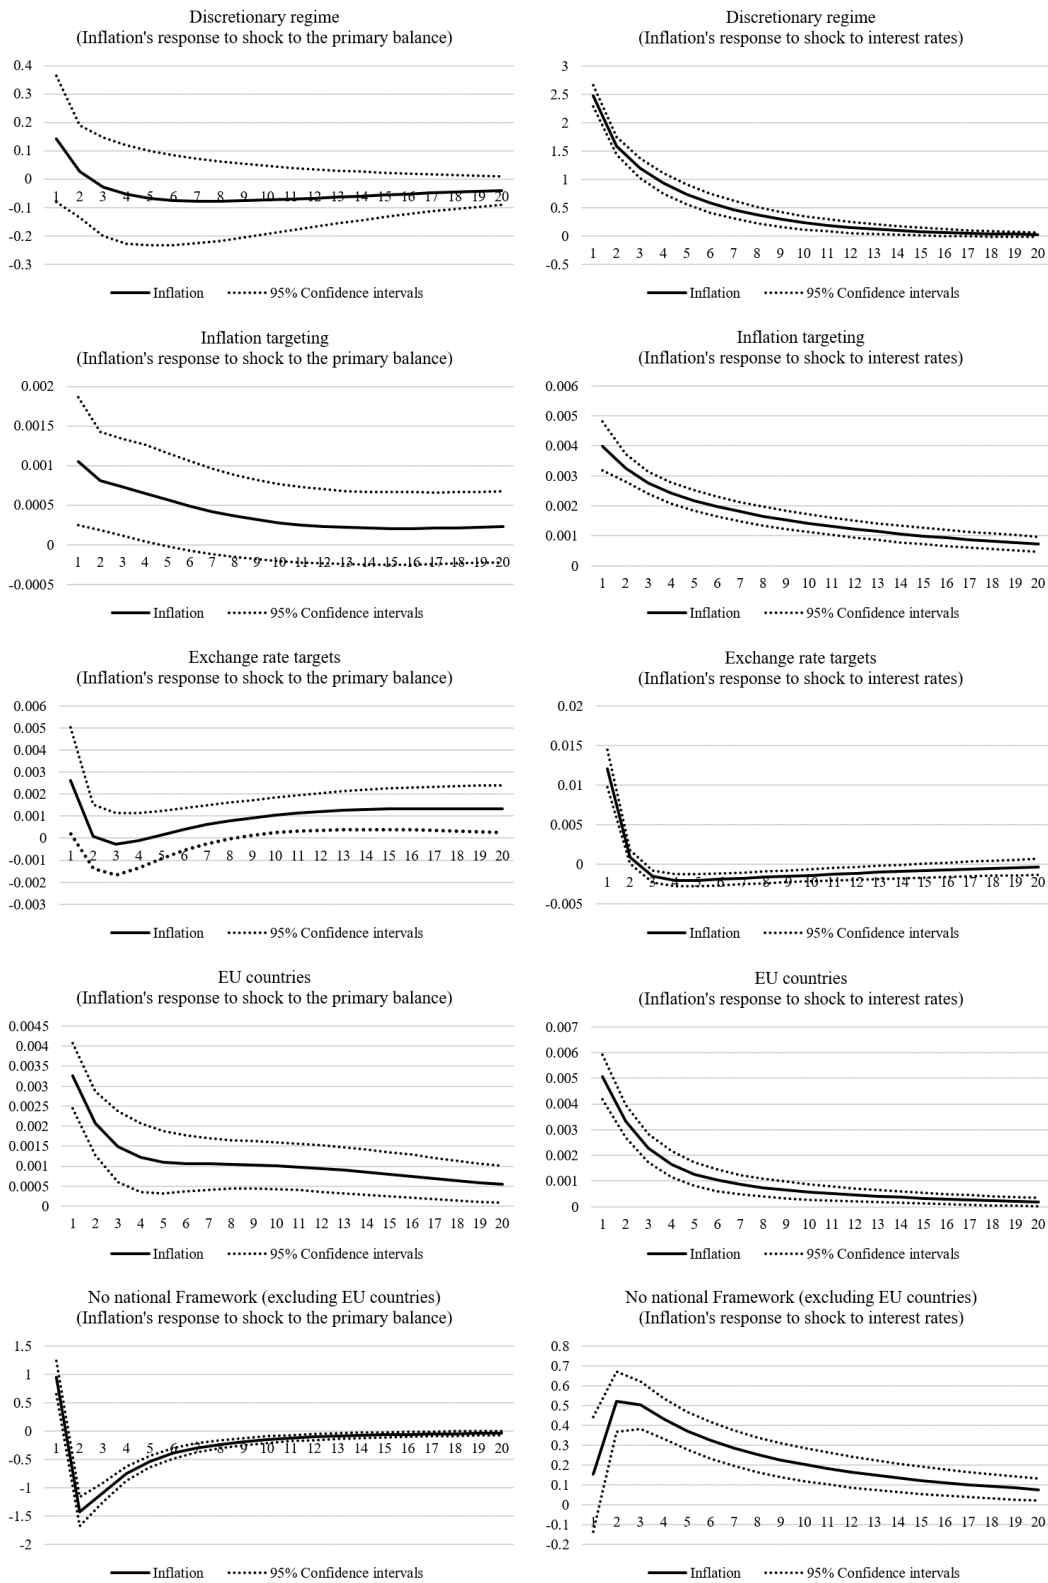 Discretionary regime
(Inflation's response to shock to the primary balance)
0.4
0.3
0.2
0.1
0
-0.1
-0.2
-0.3
1 2 3 4 5 6 7 8 9 10 11 12 13 14 15 16 17 18 19 20
Inflation 95% Confidence intervals
Discretionary regime
(Inflation's response to shock to interest rates)
3
2.5
2
1.5
1
0.5
0
-0.5
1 2 3 4 5 6 7 8 9 10 11 12 13 14 15 16 17 18 19 20
Inflation 95% Confidence intervals
Inflation targeting
(Inflation's response to shock to the primary balance)
0.002
0.0015
0.001
0.0005
0
-0.0005
1 2 3 4 5 6 7 8 9 10 11 12 13 14 15 16 17 18 19 20
Inflation 95% Confidence intervals
Inflation targeting
(Inflation's response to shock to interest rates)
0.006
0.005
0.004
0.003
0.002
0.001
0
1 2 3 4 5 6 7 8 9 10 11 12 13 14 15 16 17 18 19 20
Inflation 95% Confidence intervals
Exchange rate targets
(Inflation's response to shock to the primary balance)
0.006
0.005
0.004
0.003
0.002
0.001
0
-0.001
-0.002
-0.003
1 2 3 4 5 6 7 8 9 10 11 12 13 14 15 16 17 18 19 20
Inflation 95% Confidence intervals
Exchange rate targets
(Inflation's response to shock to interest rates)
0.02
0.015
0.01
0.005
0
-0.005
1 2 3 4 5 6 7 8 9 10 11 12 13 14 15 16 17 18 19 20
Inflation 95% Confidence intervals
EU countries
(Inflation's response to shock to the primary balance)
0.0045
0.004
0.0035
0.003
0.0025
0.002
0.0015
0.001
0.0005
0
1 2 3 4 5 6 7 8 9 10 11 12 13 14 15 16 17 18 19 20
Inflation 95% Confidence intervals
EU countries
(Inflation's response to shock to interest rates)
0.007
0.006
0.005
0.004
0.003
0.002
0.001
0
1 2 3 4 5 6 7 8 9 10 11 12 13 14 15 16 17 18 19 20
Inflation 95% Confidence intervals
No national Framework (excluding EU countries)
(Inflation's response to shock to the primary balance)
1.5
1
0.5
0
-0.5
-1
-1.5
-2
1 2 3 4 5 6 7 8 9 10 11 12 13 14 15 16 17 18 19 20
Inflation 95% Confidence intervals
No national Framework (excluding EU countries)
(Inflation's response to shock to interest rates)
0.8
0.7
0.6
0.5
0.4
0.3
0.2
0.1
0
-0.1
-0.2
1 2 3 4 5 6 7 8 9 10 11 12 13 14 15 16 17 18 19 20
Inflation 95% Confidence intervals